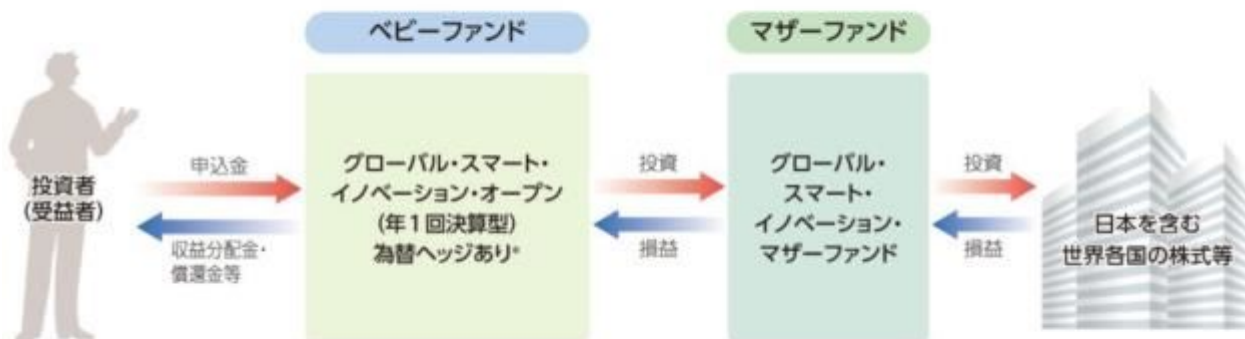 ベビーファンド
マザーファンド
投資者
(受益者)
申込金
収益分配金・
償還金等
グローバル・スマート・
イノベーション・オープン
(年1回決算型)
為替ヘッジあり*
投資
損益
グローバル・
スマート・
イノベーション・
マザーファンド
投資
損益
日本を含む
世界各国の株式等